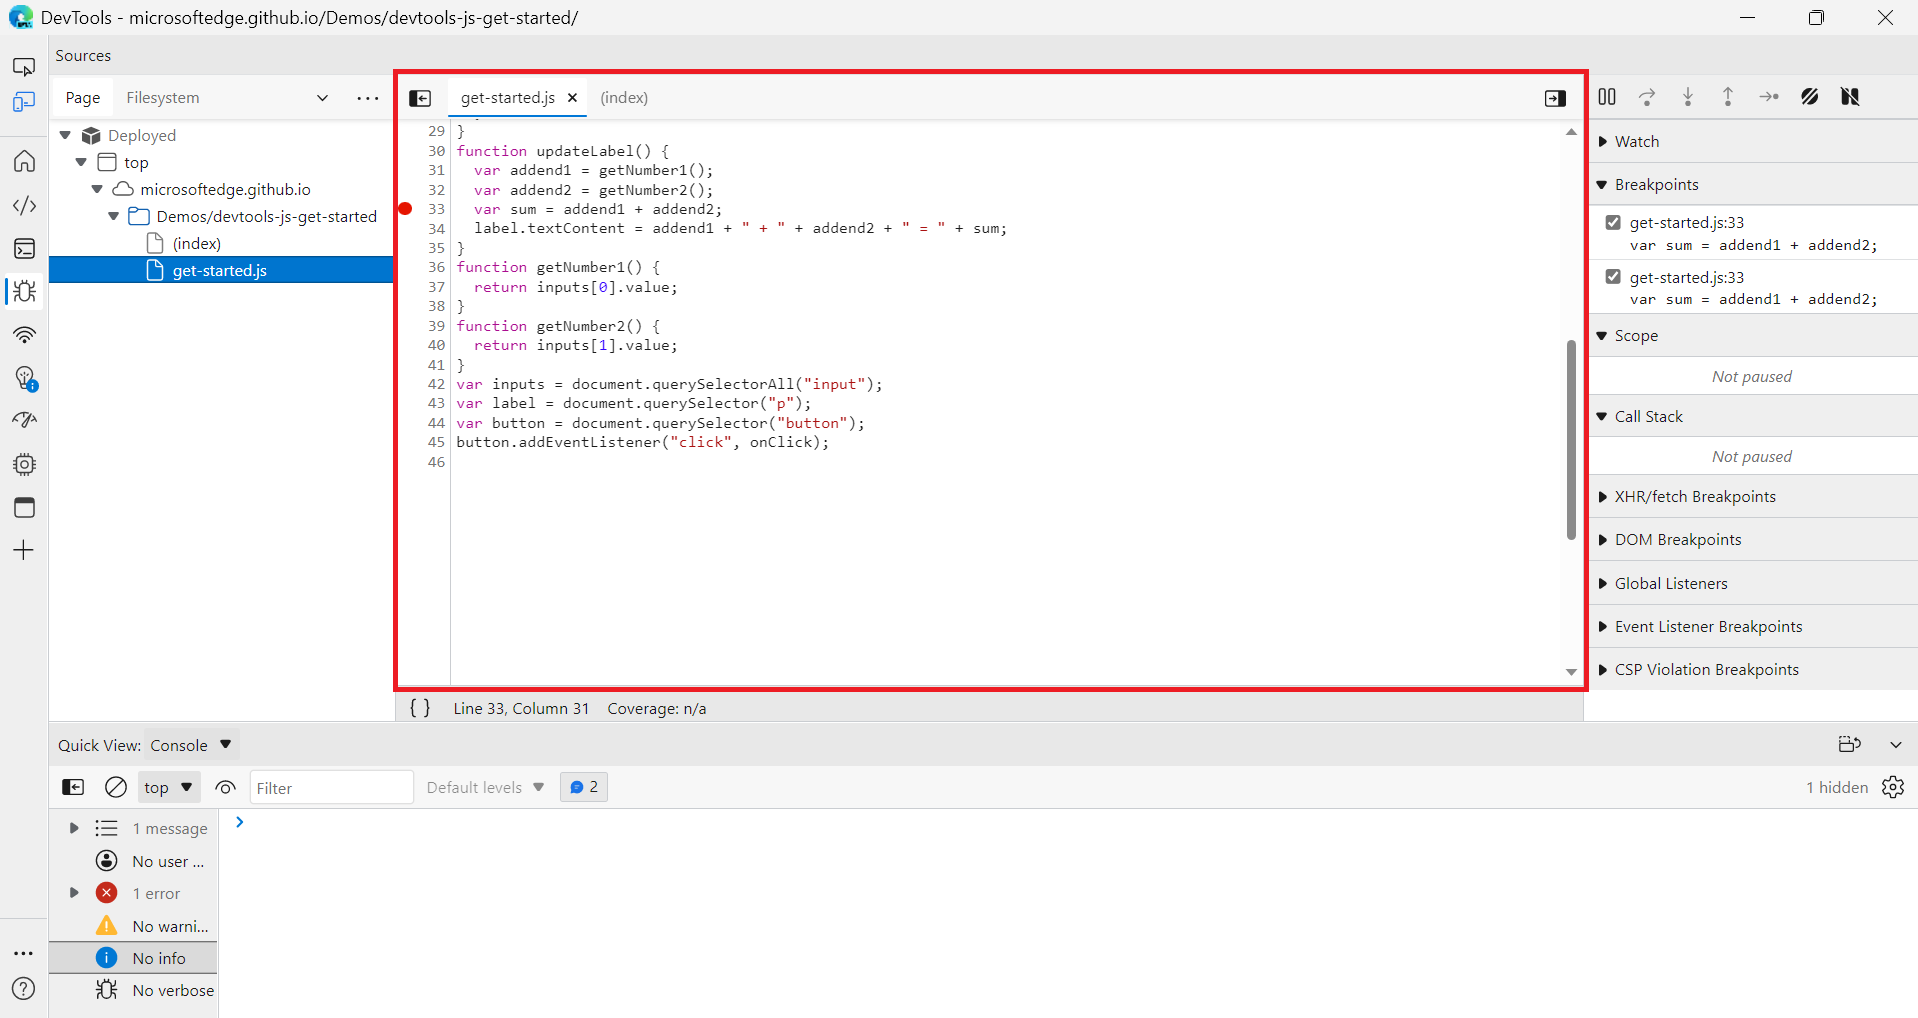 DevTools - microsoftedge.github.io/Demos/devtools-js-get-started/
Sources
Page Filesystem
Deployed
top
microsoftedge.github.io
Demos/devtools-js-get-started
(index)
get-started.js
get-started.js (index)
29 }
30 function updateLabel() {
31 var addend1 = getNumber1();
32 var addend2 = getNumber2();
33 var sum = addend1 + addend2;
34 label.textContent = addend1 + " + " + addend2 + " = " + sum;
35 }
36 function getNumber1() {
37 return inputs[0].value;
38 }
39 function getNumber2() {
40 return inputs[1].value;
41 }
42 var inputs = document.querySelectorAll("input");
43 var label = document.querySelector("p");
44 var button = document.querySelector("button");
45 button.addEventListener("click", onClick);
46
{ } Line 33, Column 31 Coverage: n/a
Watch
Breakpoints
get-started.js:33
var sum = addend1 + addend2;
get-started.js:33
var sum = addend1 + addend2;
Scope
Not paused
Call Stack
Not paused
XHR/fetch Breakpoints
DOM Breakpoints
Global Listeners
Event Listener Breakpoints
CSP Violation Breakpoints
Quick View: Console
top Filter Default levels 2 1 hidden
1 message
No user ...
1 error
No warni...
No info
No verbose